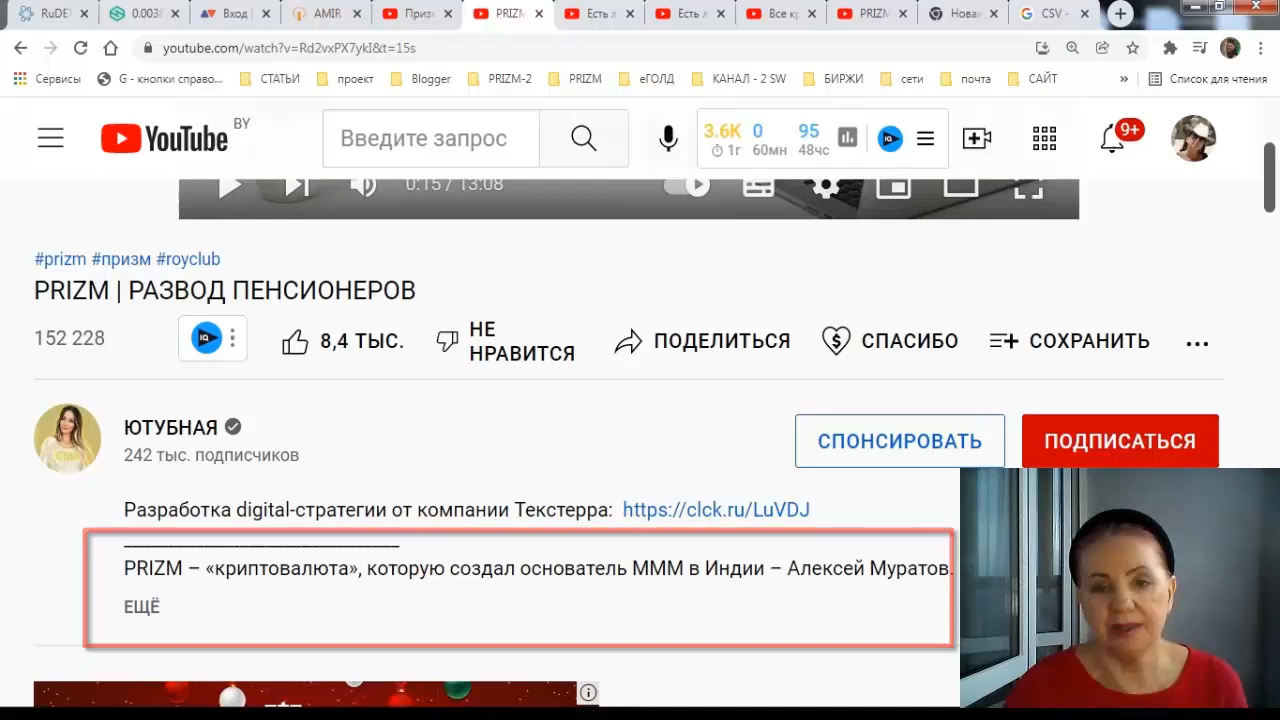 RuDE
0.003
Вход |
AMIR
Приз
PRIZM
Есть л
Есть л
Все к
PRIZM
Нова
CSV -
youtube.com/watch?v=Rd2vxPX7ykI&t=15s
Сервисы
G - кнопки справо...
СТАТЬИ
проект
Blogger
PRIZM-2
PRIZM
еГОЛД
КАНАЛ - 2 SW
БИРЖИ
сети
почта
САЙТ
»
Список для чтения
YouTube BY
Введите запрос
3.6K 0 95
1г 60мн 48чс
9+
0:15 / 13:08
#prizm #призм #royclub
PRIZM | РАЗВОД ПЕНСИОНЕРОВ
152 228
IQ
8,4 ТЫС.
НЕ
НРАВИТСЯ
ПОДЕЛИТЬСЯ
СПАСИБО
СОХРАНИТЬ
ЮТУБНАЯ
242 тыс. подписчиков
СПОНСИРОВАТЬ
ПОДПИСАТЬСЯ
Разработка digital-стратегии от компании Текстерра: https://clck.ru/LuVDJ
PRIZM – «криптовалюта», которую создал основатель МММ в Индии – Алексей Муратов.
ЕЩЁ